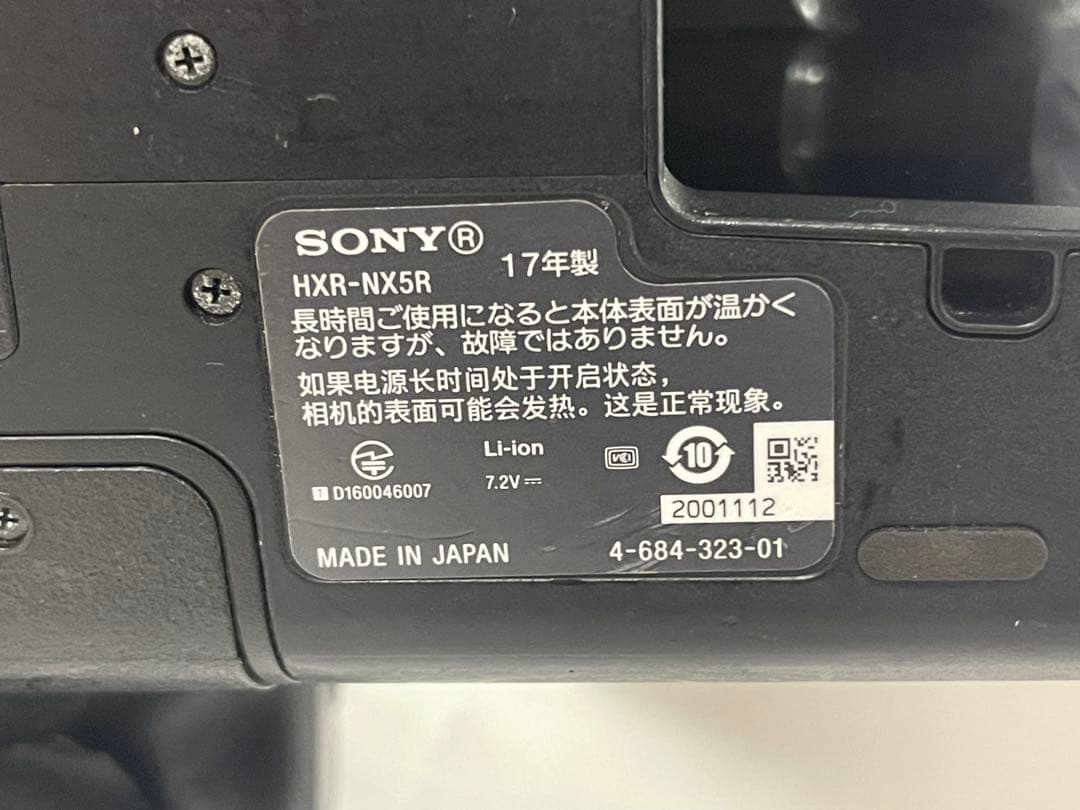 SONY®
HXR-NX5R 17年製
長時間ご使用になると本体表面が温かく
なりますが、故障ではありません。
如果电源长时间处于开启状态，
相机的表面可能会发热。这是正常现象。
Li-ion
7.2V⎓
T D160046007
VCI
10
2001112
MADE IN JAPAN
4-684-323-01